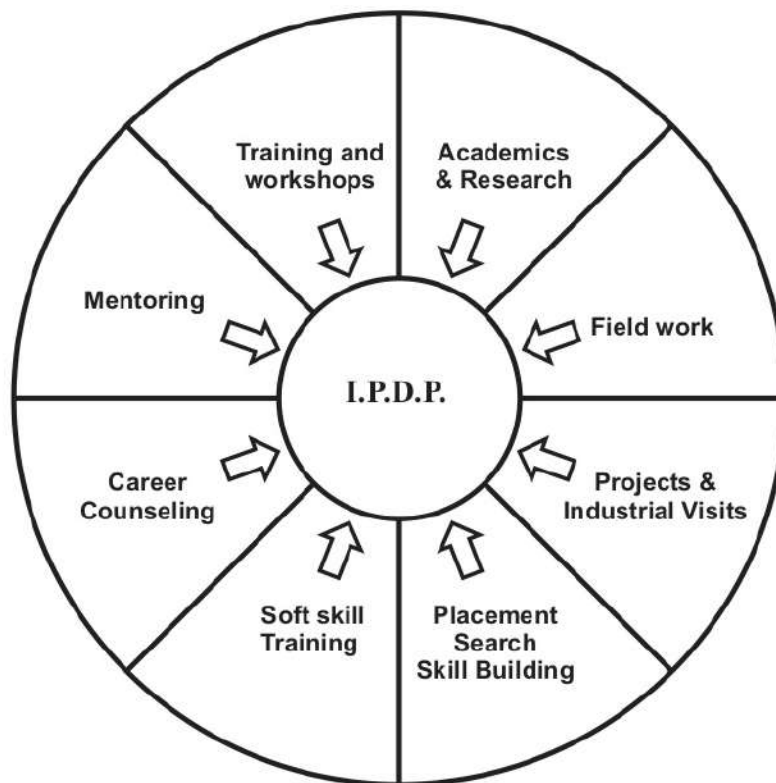 Training and
workshops
Academics
& Research
Mentoring
Field work
I.P.D.P.
Career
Counseling
Projects &
Industrial Visits
Soft skill
Training
Placement
Search
Skill Building